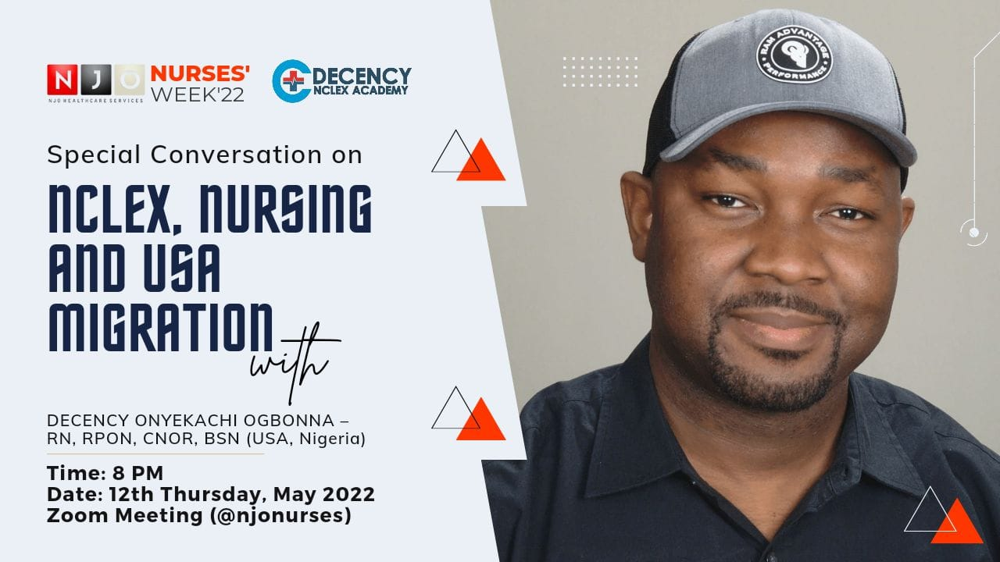 NJO
NJO HEALTHCARE SERVICES
NURSES'
WEEK'22
DECENCY
NCLEX ACADEMY
Special Conversation on
NCLEX, NURSING
AND USA
MIGRATION
with
DECENCY ONYEKACHI OGBONNA –
RN, RPON, CNOR, BSN (USA, Nigeria)
Time: 8 PM
Date: 12th Thursday, May 2022
Zoom Meeting (@njonurses)
RAM ADVANTAGE
PERFORMANCE